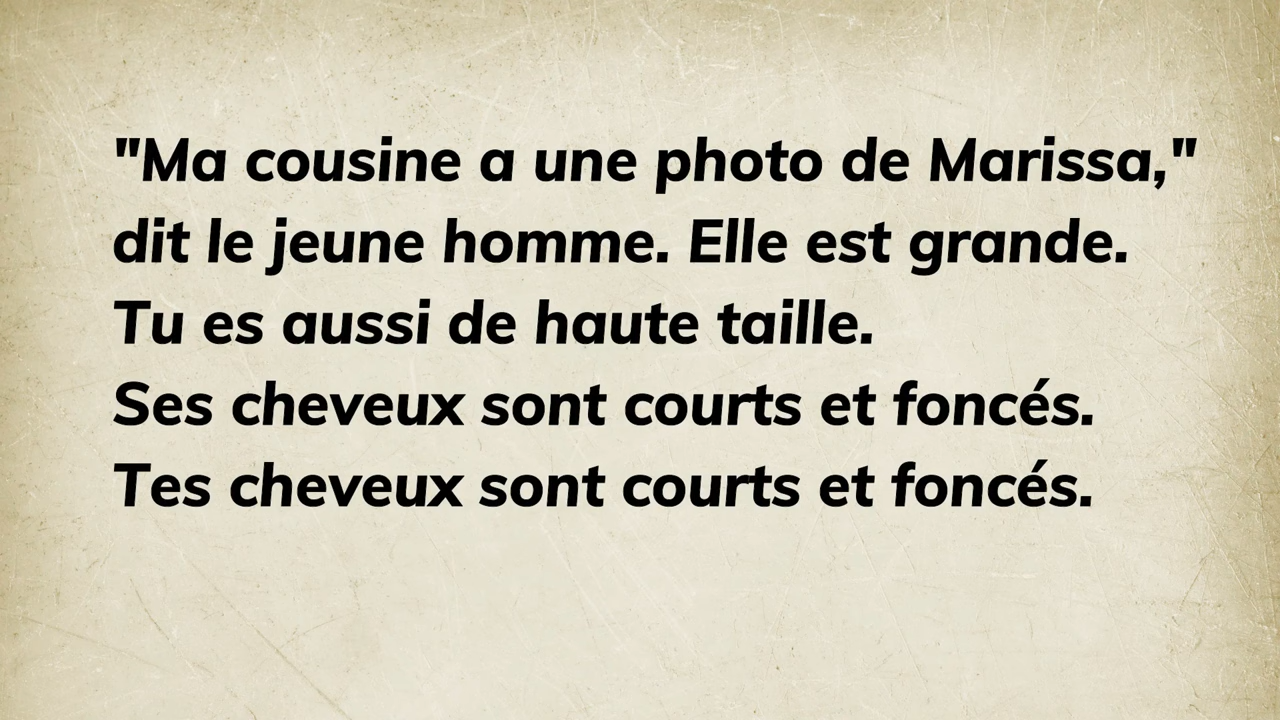 "Ma cousine a une photo de Marissa,"
dit le jeune homme. Elle est grande.
Tu es aussi de haute taille.
Ses cheveux sont courts et foncés.
Tes cheveux sont courts et foncés.